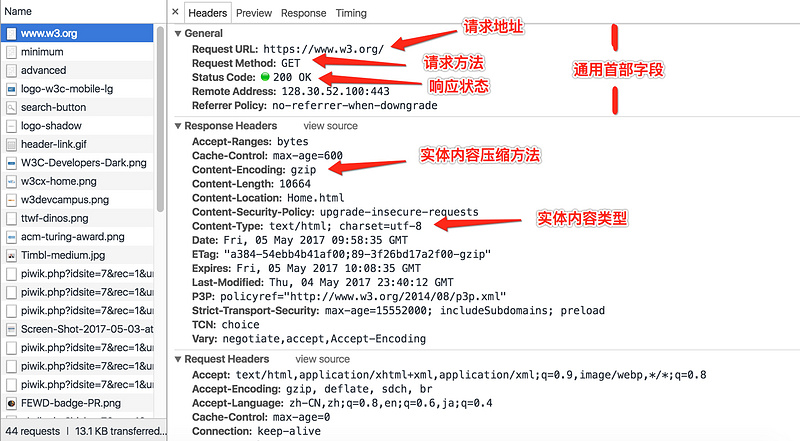 Name
www.w3.org
minimum
advanced
logo-w3c-mobile-lg
search-button
logo-shadow
header-link.gif
W3C-Developers-Dark.png
w3cx-home.png
w3devcampus.png
ttwf-dinos.png
acm-turing-award.png
Timbl-medium.jpg
piwik.php?idsite=7&rec=1&ur
piwik.php?idsite=7&rec=1&ur
piwik.php?idsite=7&rec=1&ur
Screen-Shot-2017-05-03-at
piwik.php?idsite=7&rec=1&ur
piwik.php?idsite=7&rec=1&ur
piwik.php?idsite=7&rec=1&ur
FEWD-badge-PR.png
44 requests | 13.1 KB transferred...
× Headers Preview Response Timing
▼ General
Request URL: https://www.w3.org/
请求地址
Request Method: GET
请求方法
Status Code: 200 OK
响应状态
Remote Address: 128.30.52.100:443
Referrer Policy: no-referrer-when-downgrade
通用首部字段
▼ Response Headers view source
Accept-Ranges: bytes
Cache-Control: max-age=600
Content-Encoding: gzip
实体内容压缩方法
Content-Length: 10664
Content-Location: Home.html
Content-Security-Policy: upgrade-insecure-requests
Content-Type: text/html; charset=utf-8
实体内容类型
Date: Fri, 05 May 2017 09:58:35 GMT
ETag: "a384-54ebb4b41af00;89-3f26bd17a2f00-gzip"
Expires: Fri, 05 May 2017 10:08:35 GMT
Last-Modified: Thu, 04 May 2017 23:40:12 GMT
P3P: policyref="http://www.w3.org/2014/08/p3p.xml"
Strict-Transport-Security: max-age=15552000; includeSubdomains; preload
TCN: choice
Vary: negotiate,accept,Accept-Encoding
▼ Request Headers view source
Accept: text/html,application/xhtml+xml,application/xml;q=0.9,image/webp,*/*;q=0.8
Accept-Encoding: gzip, deflate, sdch, br
Accept-Language: zh-CN,zh;q=0.8,en;q=0.6,ja;q=0.4
Cache-Control: max-age=0
Connection: keep-alive